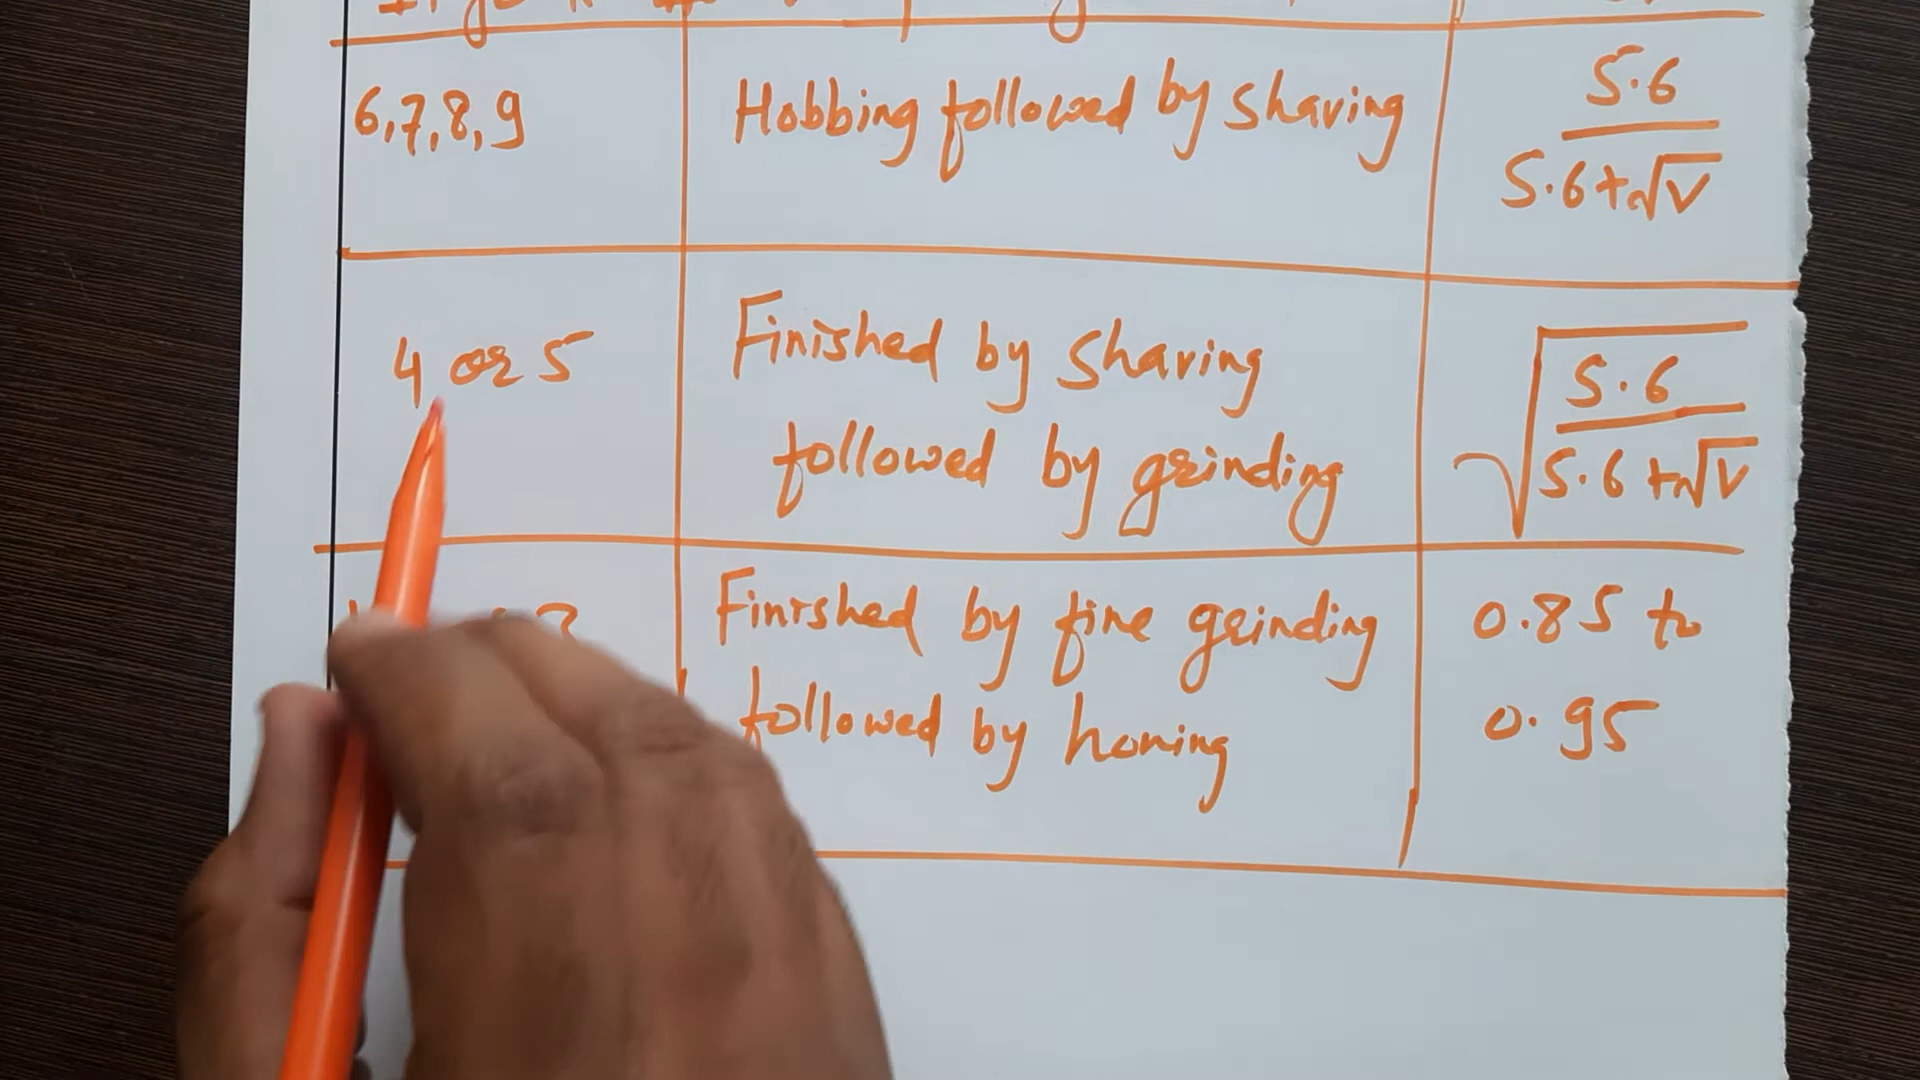 6,7,8,9
Hobbing followed by shaving
5.6
5.6+√V
4 or 5
Finished by shaving
followed by grinding
√5.6
5.6+√V
Finished by fine grinding
followed by honing
0.85 to
0.95